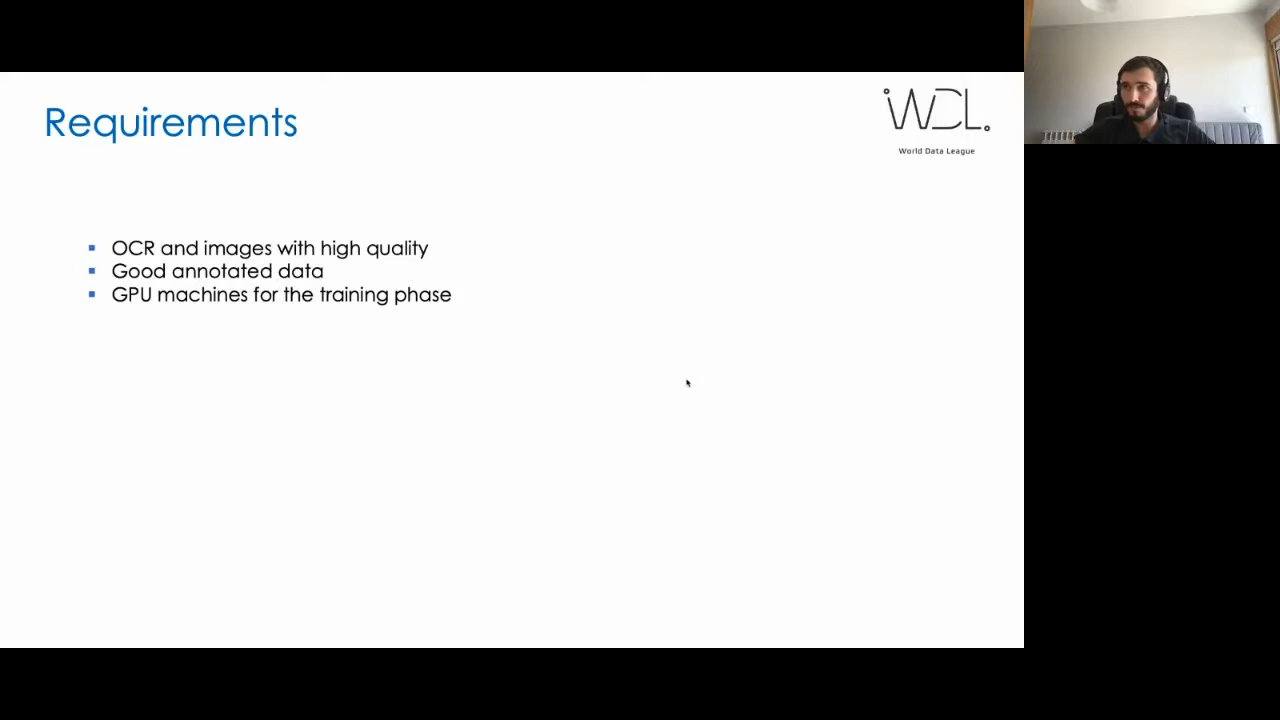 Requirements
WDL.
World Data League
OCR and images with high quality
Good annotated data
GPU machines for the training phase